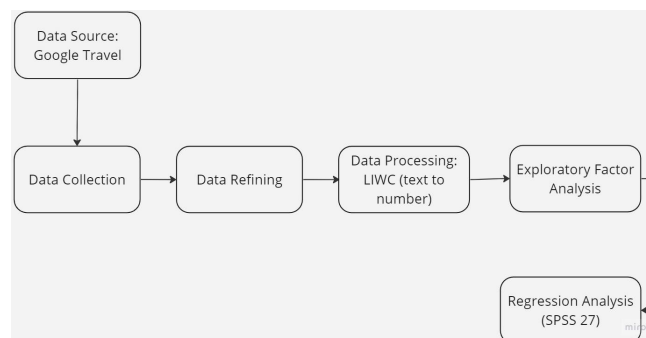 Data Source:
Google Travel
Data Collection
Data Refining
Data Processing:
LIWC (text to
number)
Exploratory Factor
Analysis
Regression Analysis
(SPSS 27)
miro